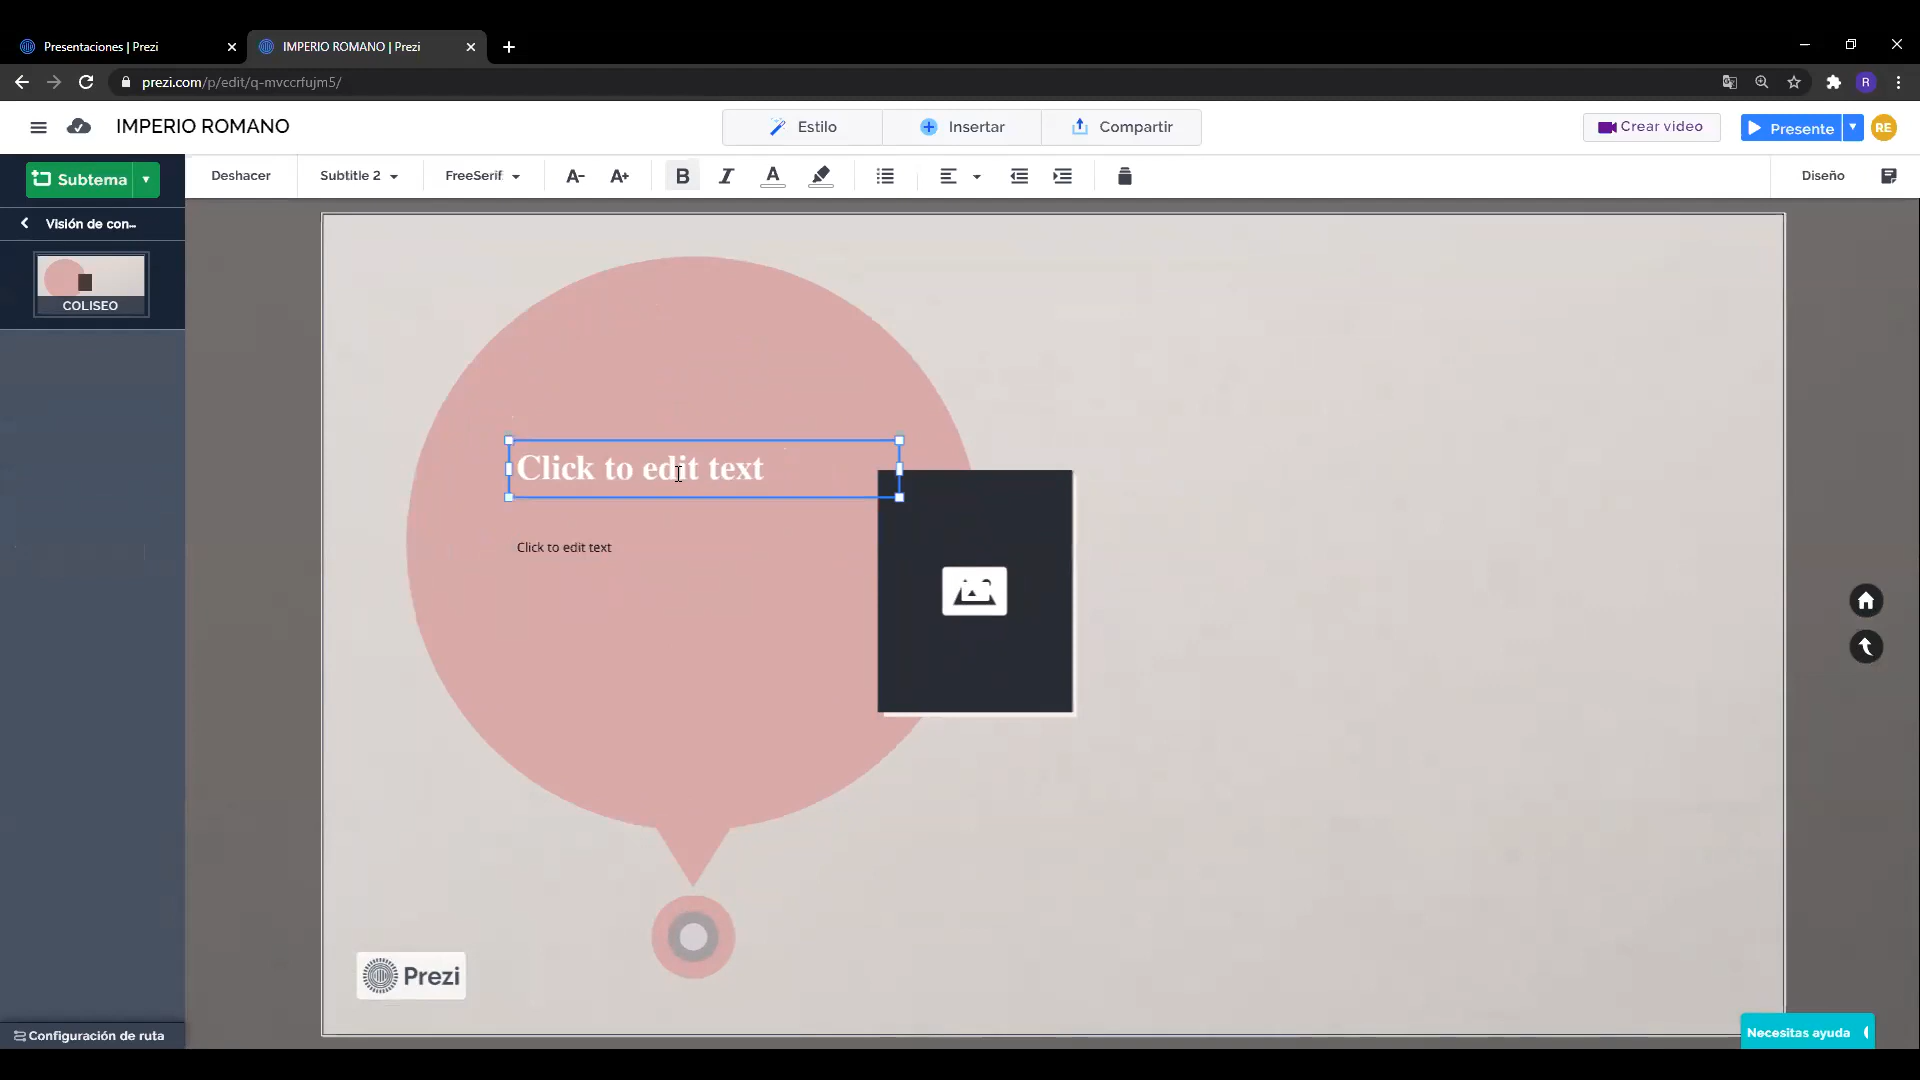 Presentaciones | Prezi
IMPERIO ROMANO | Prezi
prezi.com/p/edit/q-mvccrfujm5/
R
IMPERIO ROMANO
Estilo
Insertar
Compartir
Crear video
Presente
RE
Subtema
Deshacer
Subtitle 2
FreeSerif
A-
A+
B
I
A
Diseño
Visión de con...
COLISEO
Click to edit text
Click to edit text
Prezi
Configuración de ruta
Necesitas ayuda